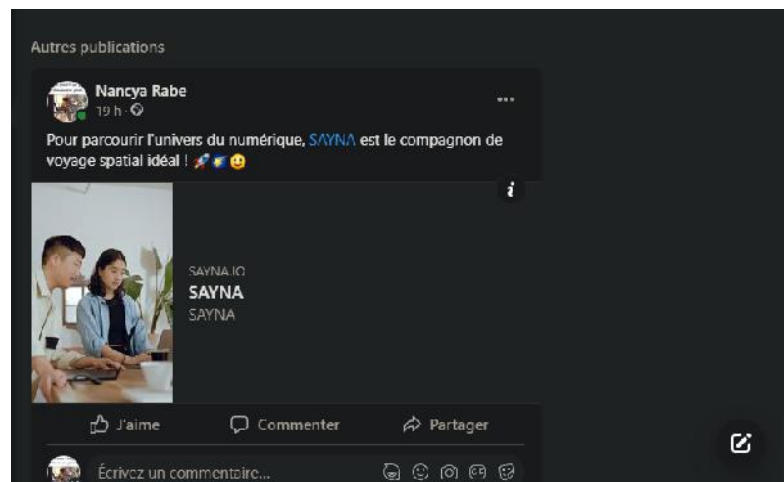 Autres publications
Nancya Rabe
19 h ·
Pour parcourir l'univers du numérique, SAYNA est le compagnon de
voyage spatial idéal ! 🚀🌠🙂
SAYNA.IO
SAYNA
SAYNA
J'aime Commenter Partager
Écrivez un commentaire...